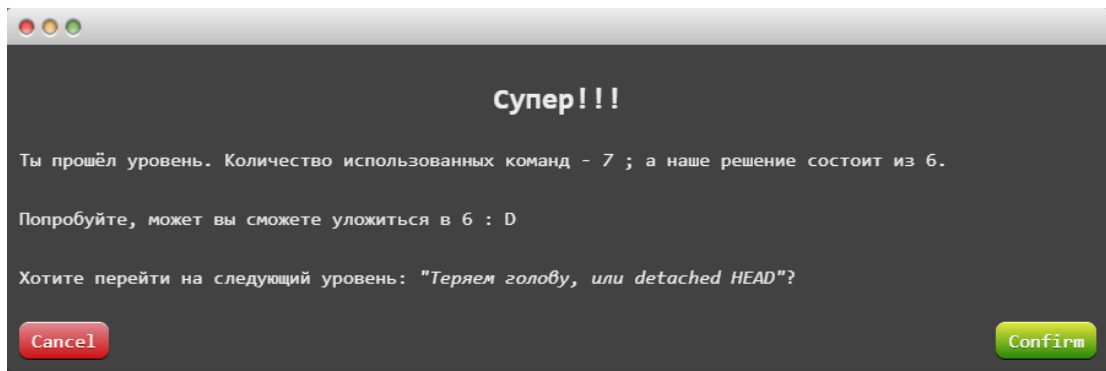 Супер!!!
Ты прошёл уровень. Количество использованных команд - 7 ; а наше решение состоит из 6.
Попробуйте, может вы сможете уложиться в 6 : D
Хотите перейти на следующий уровень: "Теряем голову, или detached HEAD"?
Cancel
Confirm